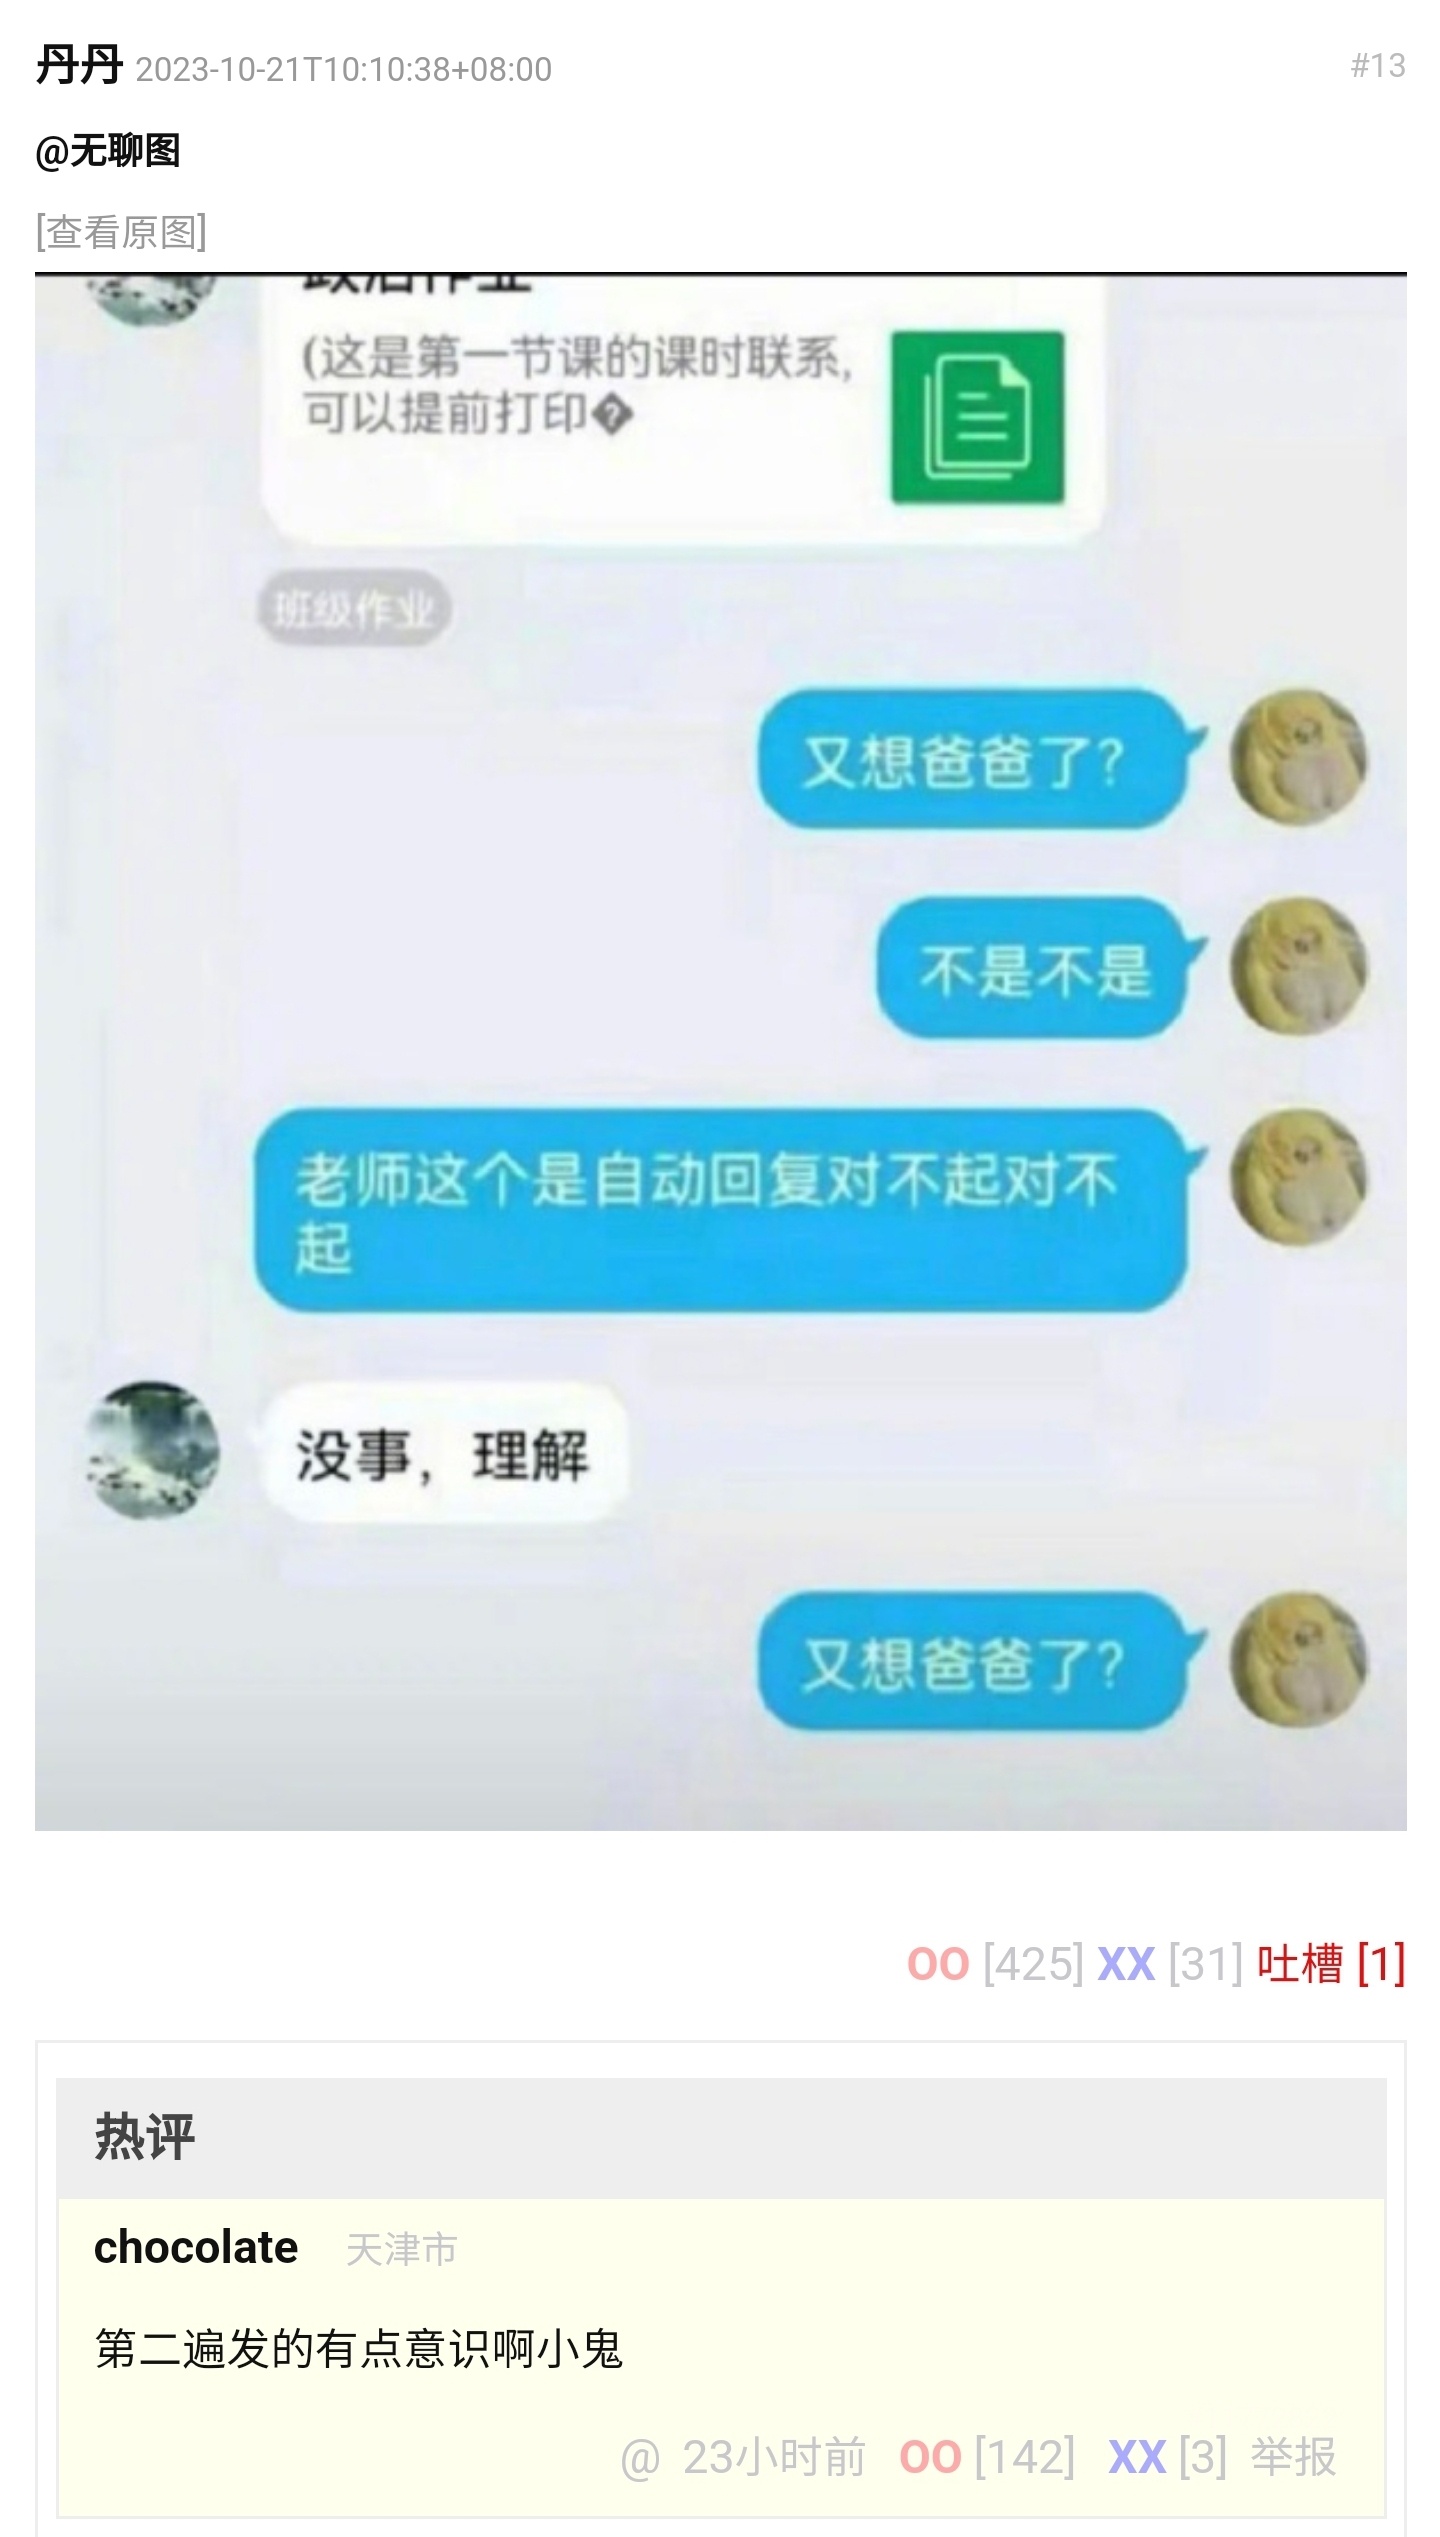 丹丹 2023-10-21T10:10:38+08:00 #13
@无聊图
[查看原图]
政治作业
(这是第一节课的课时联系,
可以提前打印�
班级作业
又想爸爸了?
不是不是
老师这个是自动回复对不起对不
起
没事，理解
又想爸爸了?
OO [425] XX [31] 吐槽 [1]
热评
chocolate 天津市
第二遍发的有点意识啊小鬼
@ 23小时前 OO [142] XX [3] 举报